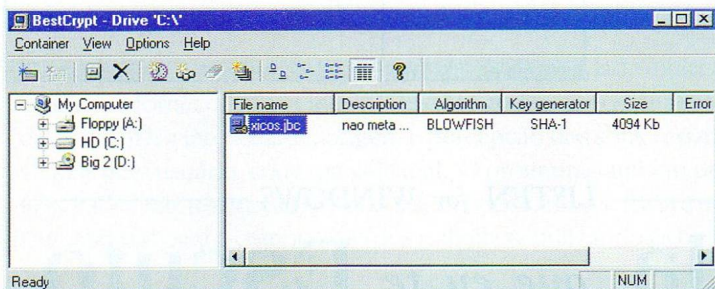 BestCrypt - Drive 'C:\'
Container View Options Help
My Computer
Floppy (A:)
HD (C:)
Big 2 (D:)
File name Description Algorithm Key generator Size Error
xicos.jbc nao meta ... BLOWFISH SHA-1 4094 Kb
Ready NUM